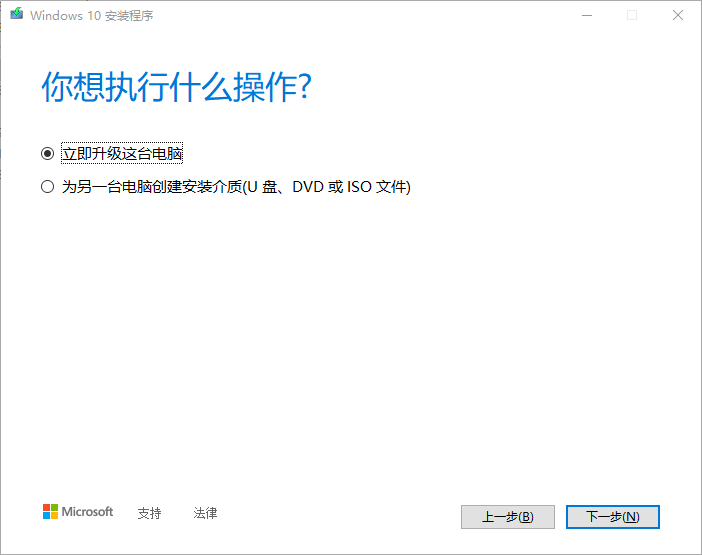 Windows 10 安装程序
你想执行什么操作?
立即升级这台电脑
为另一台电脑创建安装介质(U 盘、DVD 或 ISO 文件)
Microsoft 支持 法律 上一步(B) 下一步(N)